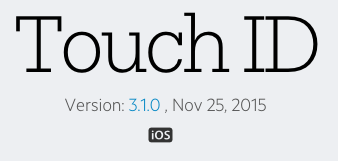 Touch ID
Version: 3.1.0 , Nov 25, 2015
iOS